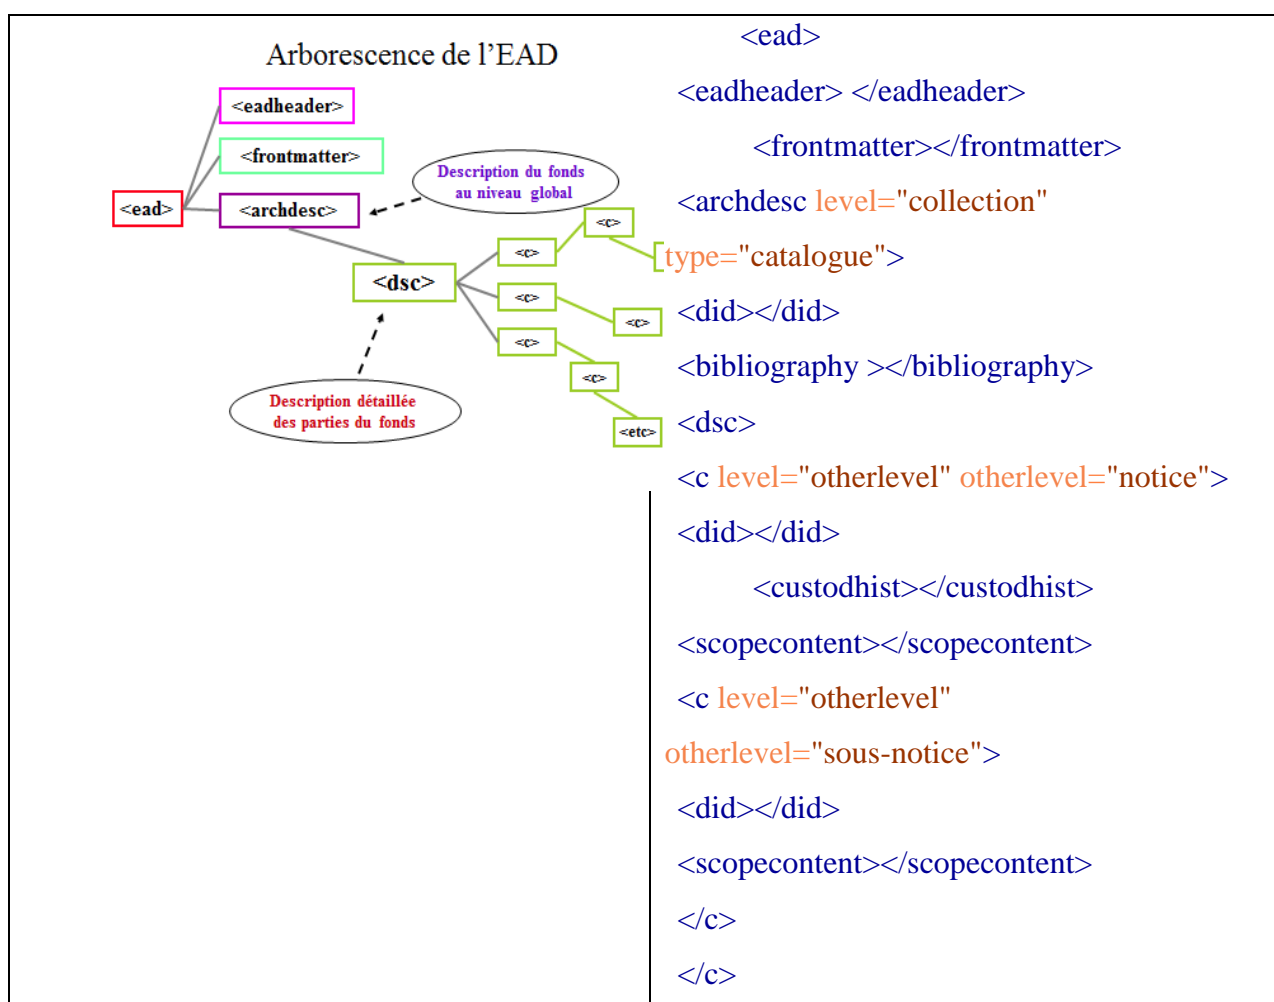 Arborescence de l’EAD
<eadheader>
<frontmatter>
<ead>
<archdesc>
Description du fonds
au niveau global
<c>
<c>
<dsc>
<c>
<c>
<c>
<c>
<etc>
Description détaillée
des parties du fonds
<ead>
<eadheader> </eadheader>
<frontmatter></frontmatter>
<archdesc level="collection"
type="catalogue">
<did></did>
<bibliography ></bibliography>
<dsc>
<c level="otherlevel" otherlevel="notice">
<did></did>
<custodhist></custodhist>
<scopecontent></scopecontent>
<c level="otherlevel"
otherlevel="sous-notice">
<did></did>
<scopecontent></scopecontent>
</c>
</c>